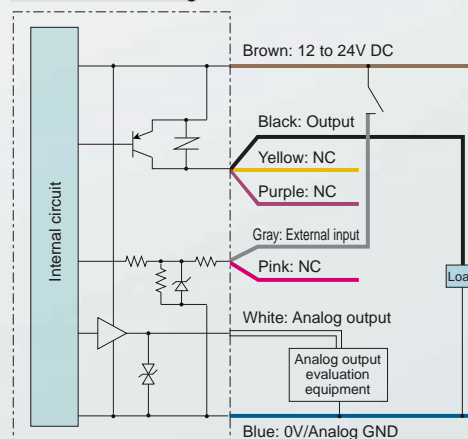 Brown: 12 to 24V DC
Black: Output
Yellow: NC
Purple: NC
Internal circuit
Gray: External input
Pink: NC
White: Analog output
Analog output
evaluation
equipment
Blue: 0V/Analog GND